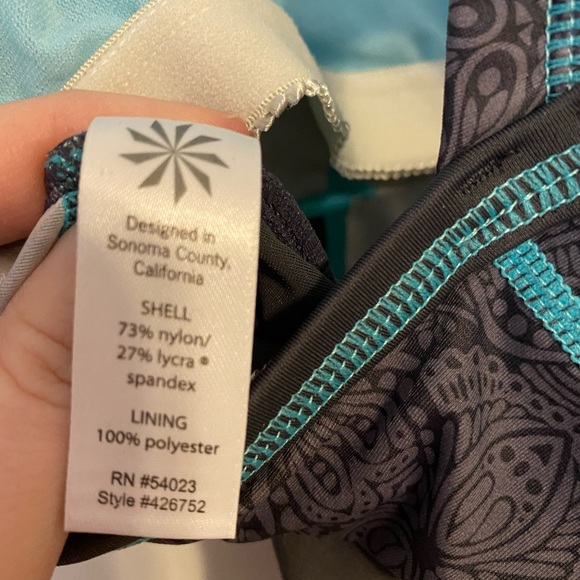 Designed in
Sonoma County,
California
SHELL
73% nylon/
27% lycra ®
spandex
LINING
100% polyester
RN #54023
Style #426752